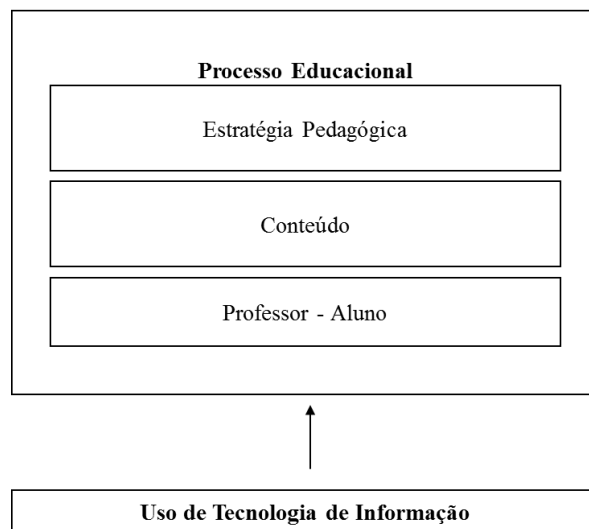 Processo Educacional
Estratégia Pedagógica
Conteúdo
Professor - Aluno
Uso de Tecnologia de Informação